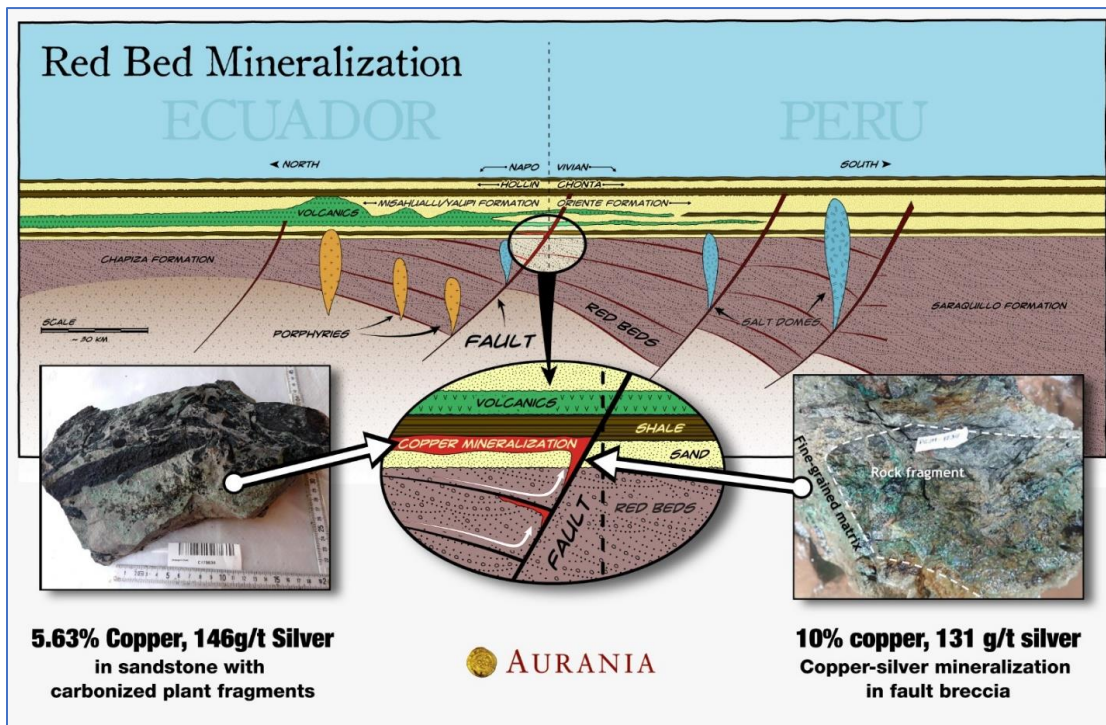 Red Bed Mineralization
ECUADOR
PERU
◄ NORTH
NAPO
VIVIAN
SOUTH ►
HOLLIN
CHONTA
MISAHUALLI/YAUPI FORMATION
ORIENTE FORMATION
VOLCANICS
CHAPIZA FORMATION
SCALE
~ 30 KM.
PORPHYRIES
FAULT
RED BEDS
SALT DOMES
SARAQUILLO FORMATION
VOLCANICS
SHALE
COPPER MINERALIZATION
SAND
RED BEDS
FAULT
Fine-grained matrix
Rock fragment
5.63% Copper, 146g/t Silver
in sandstone with
carbonized plant fragments
AURANIA
10% copper, 131 g/t silver
Copper-silver mineralization
in fault breccia